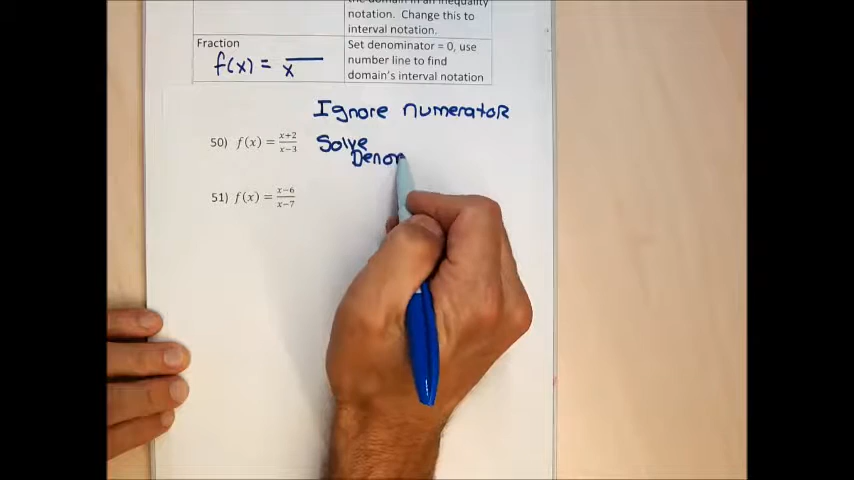 the domain in an inequality
notation. Change this to
interval notation.
Fraction
f(x) = — x
Set denominator = 0, use
number line to find
domain's interval notation
Ignore numerator
50) f(x) = x+2 / x−3
Solve
Denom
51) f(x) = x−6 / x−7